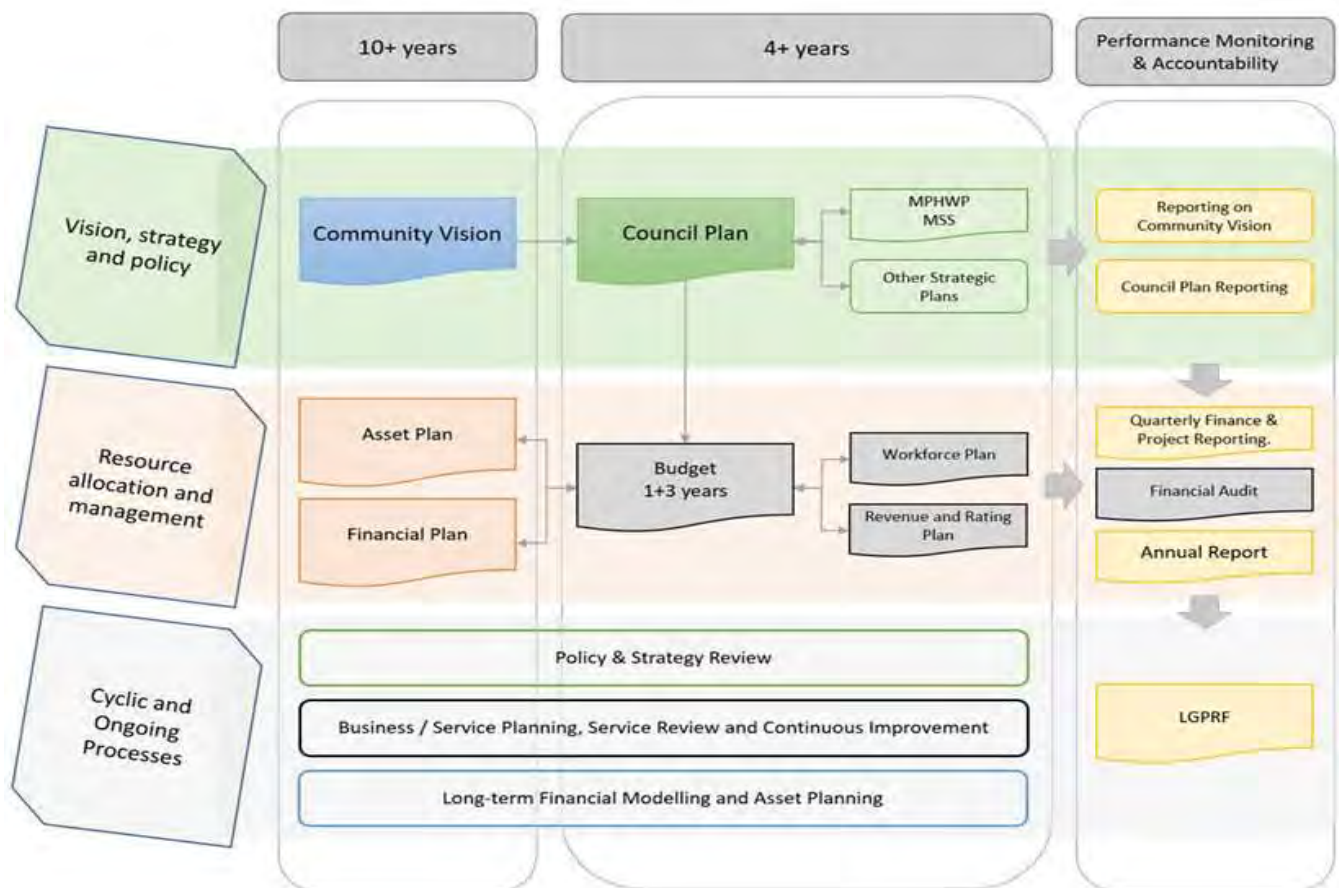 10+ years
4+ years
Performance Monitoring
& Accountability
Vision, strategy
and policy
Community Vision
Council Plan
MPHWP
MSS
Other Strategic
Plans
Reporting on
Community Vision
Council Plan Reporting
Resource
allocation and
management
Asset Plan
Financial Plan
Budget
1+3 years
Workforce Plan
Revenue and Rating
Plan
Quarterly Finance &
Project Reporting.
Financial Audit
Annual Report
Cyclic and
Ongoing
Processes
Policy & Strategy Review
Business / Service Planning, Service Review and Continuous Improvement
Long-term Financial Modelling and Asset Planning
LGPRF